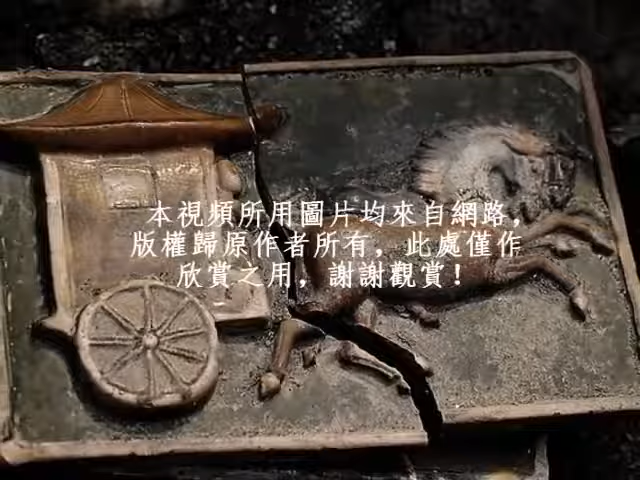 本視頻所用圖片均來自網路，
版權歸原作者所有，此處僅作
欣賞之用，謝謝觀賞！